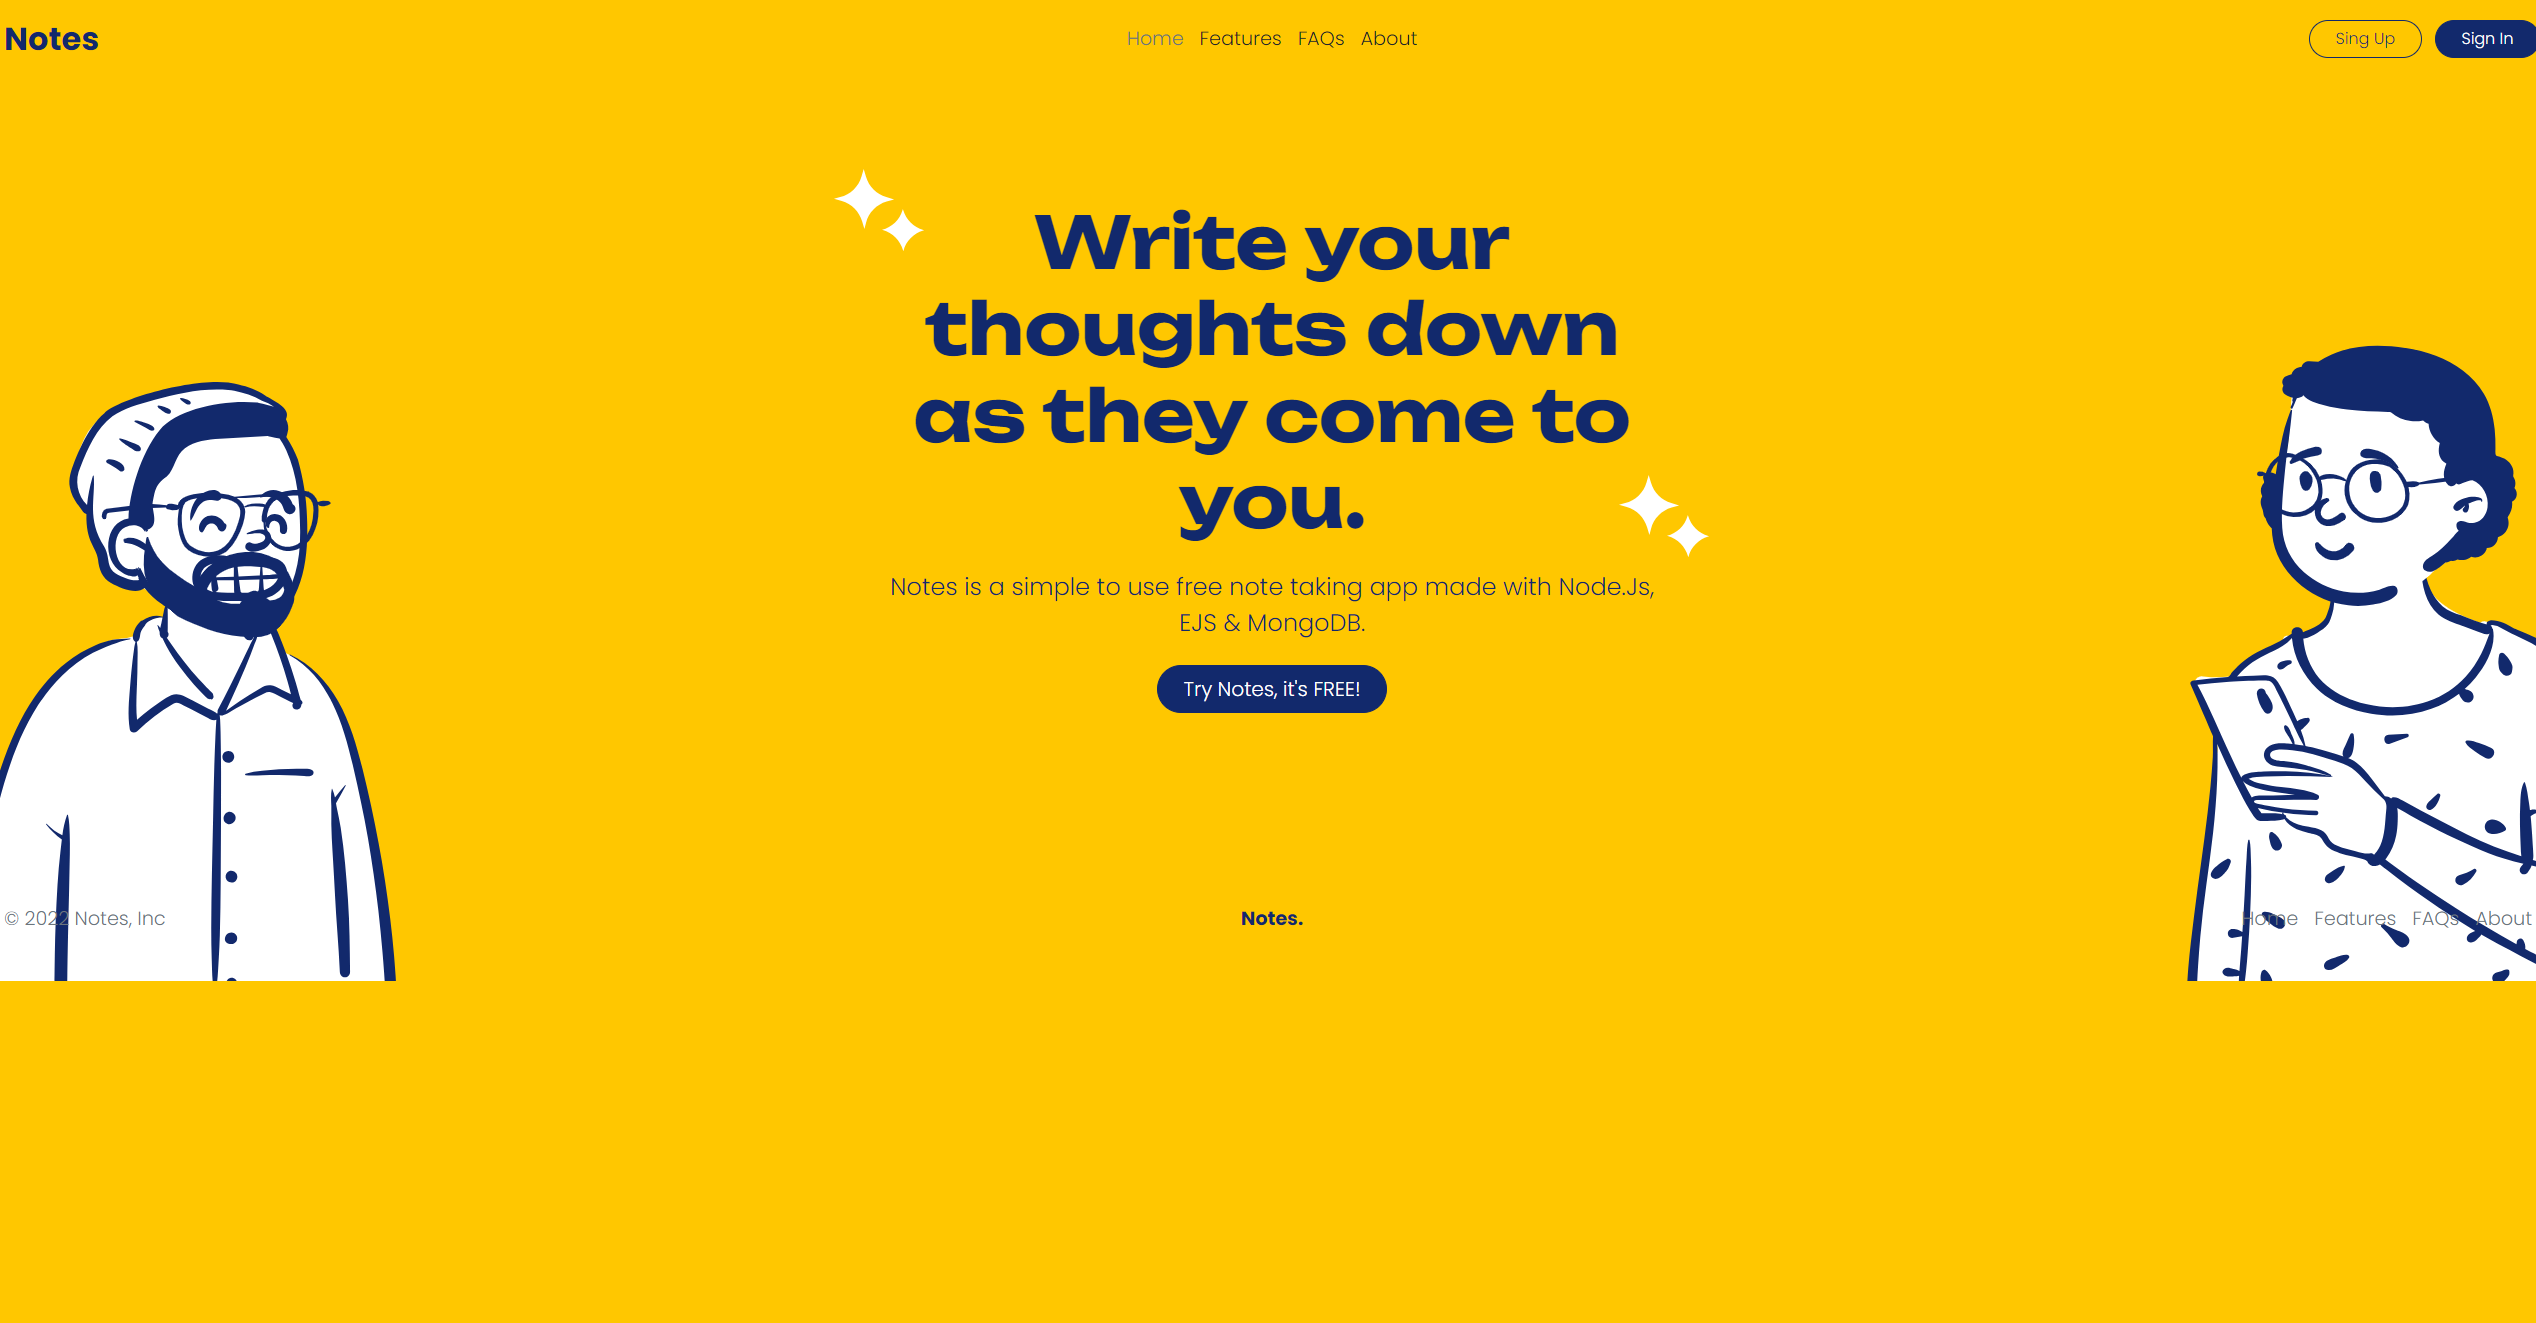 Notes
Home Features FAQs About
Sing Up
Sign In
Write your
thoughts down
as they come to
you.
Notes is a simple to use free note taking app made with Node.Js,
EJS & MongoDB.
Try Notes, it's FREE!
© 2022 Notes, Inc
Notes.
Home Features FAQs About